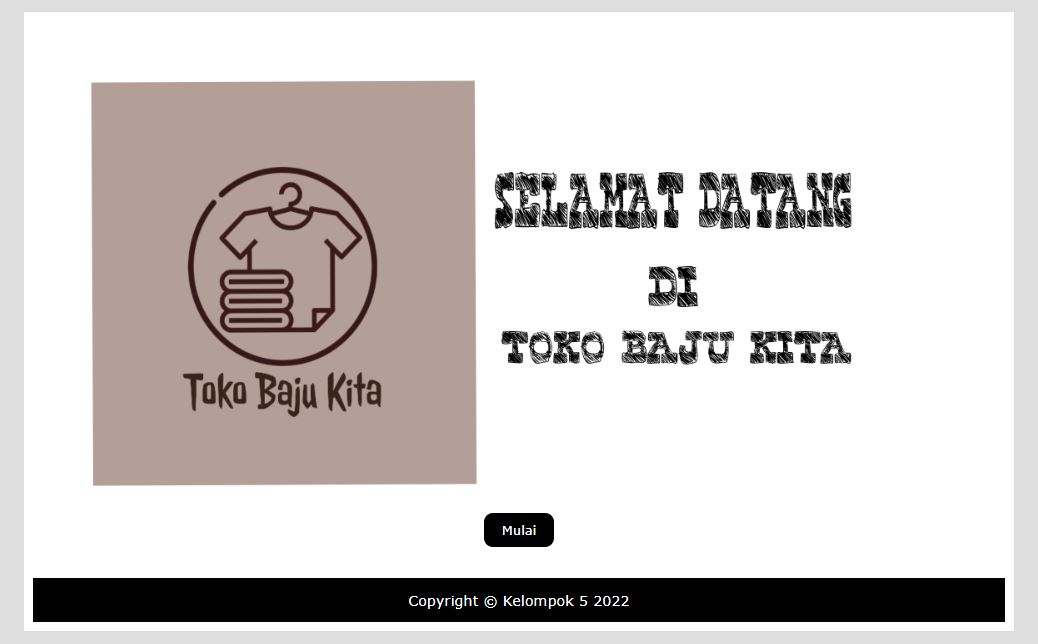 Toko Baju Kita
SELAMAT DATANG
DI
TOKO BAJU KITA
Mulai
Copyright © Kelompok 5 2022